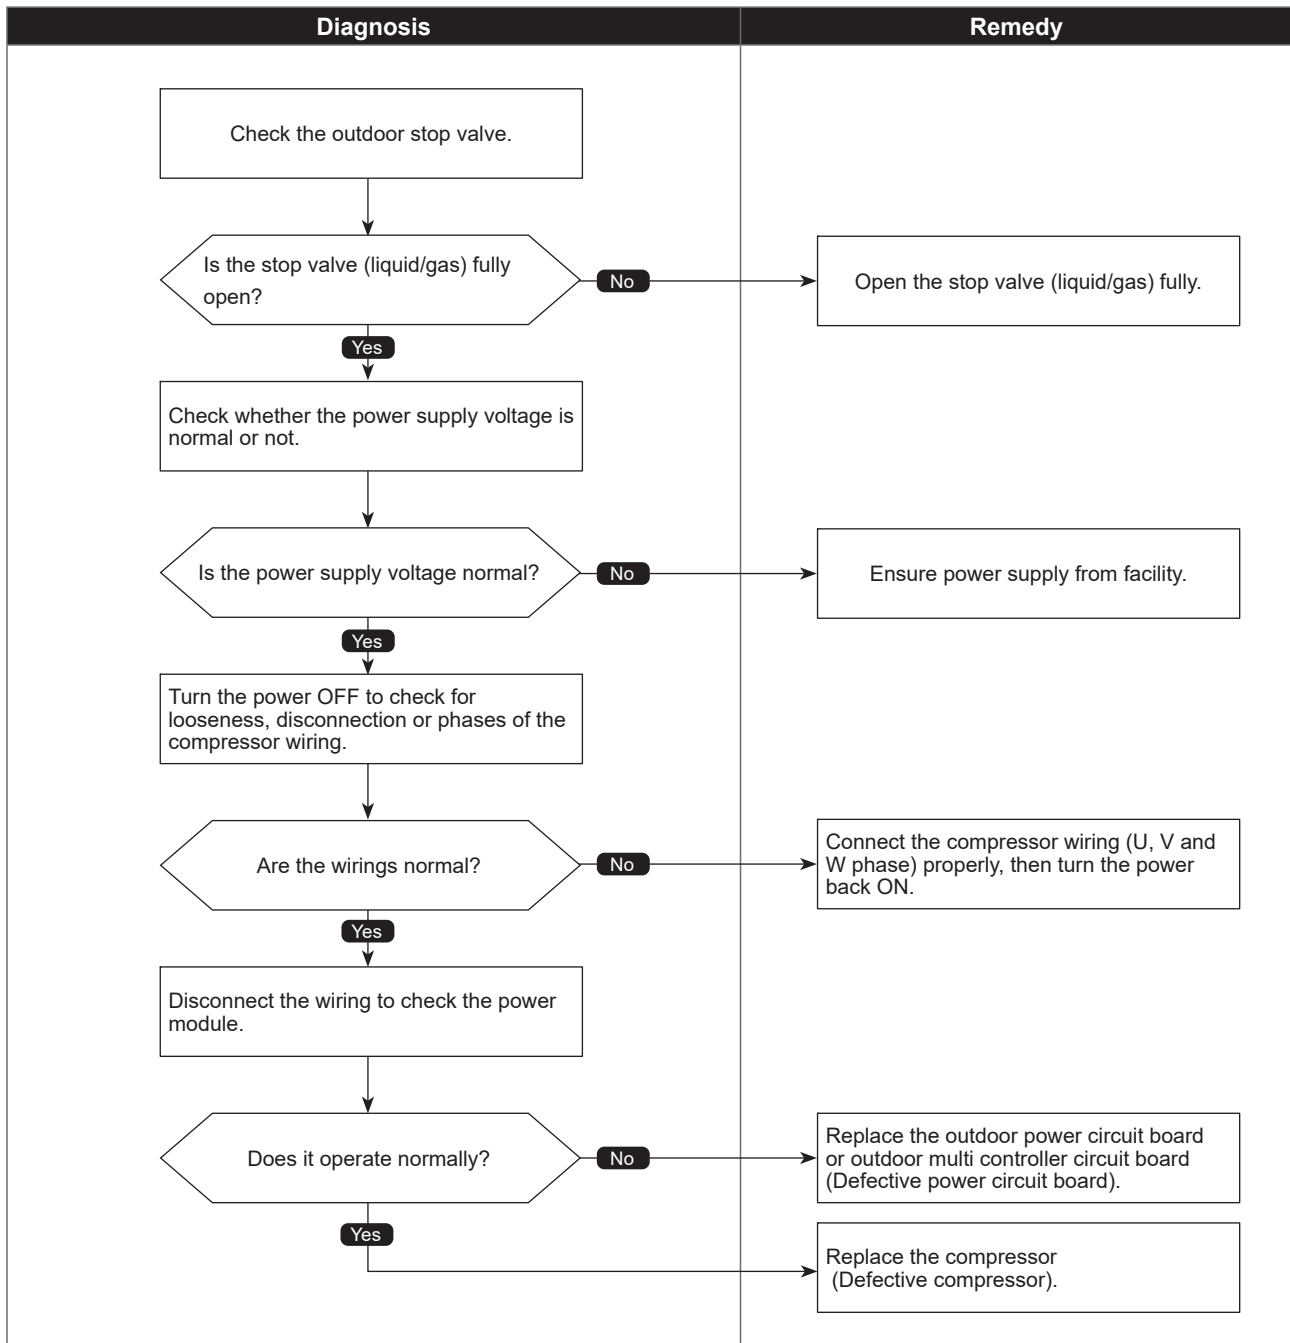 Diagnosis
Remedy
Check the outdoor stop valve.
Is the stop valve (liquid/gas) fully
open?
No
Open the stop valve (liquid/gas) fully.
Yes
Check whether the power supply voltage is
normal or not.
Is the power supply voltage normal?
No
Ensure power supply from facility.
Yes
Turn the power OFF to check for
looseness, disconnection or phases of the
compressor wiring.
Are the wirings normal?
No
Connect the compressor wiring (U, V and
W phase) properly, then turn the power
back ON.
Yes
Disconnect the wiring to check the power
module.
Does it operate normally?
No
Replace the outdoor power circuit board
or outdoor multi controller circuit board
(Defective power circuit board).
Yes
Replace the compressor
(Defective compressor).